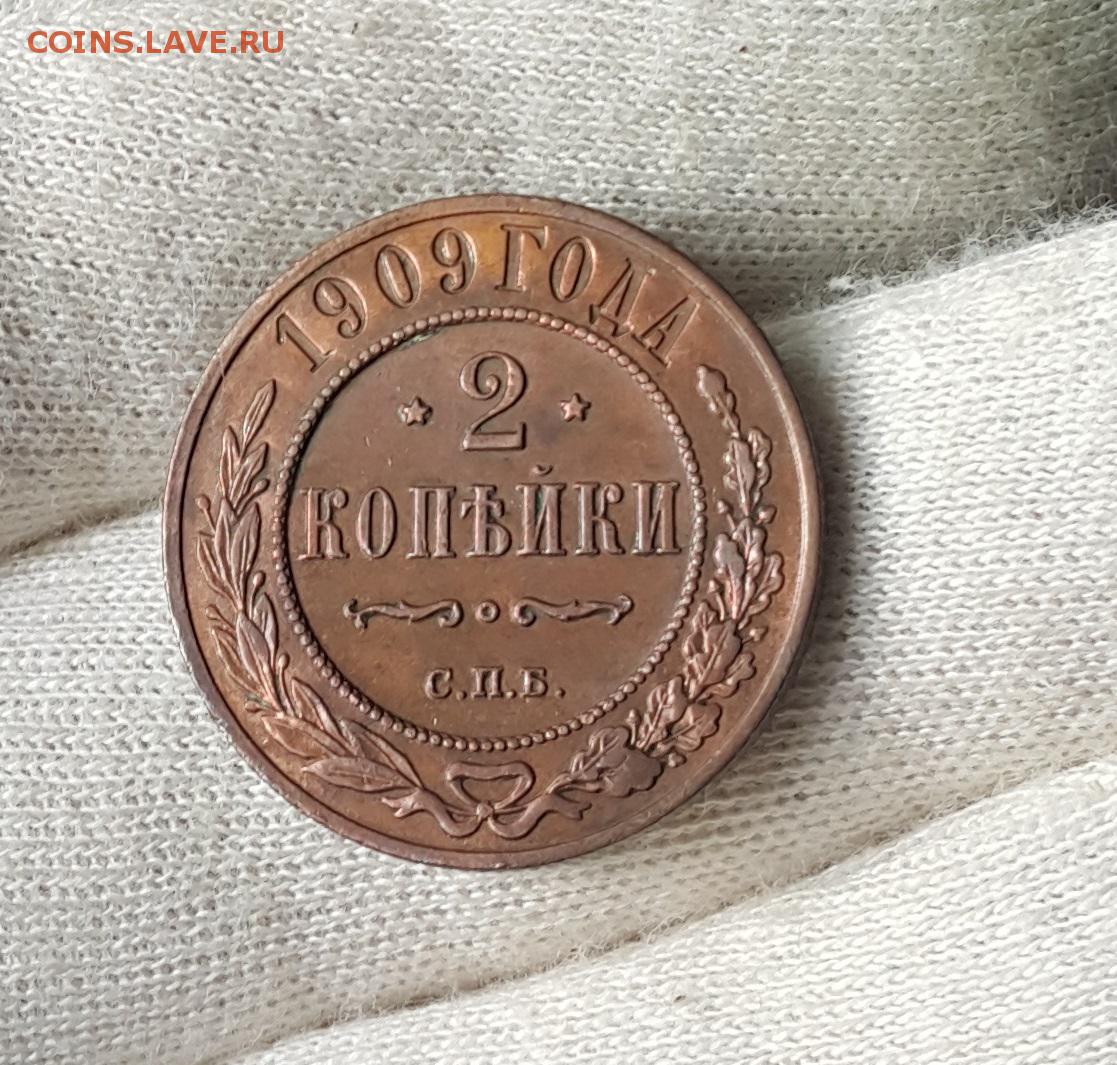 COINS.LAVE.RU
1909 ГОДА
2
КОПѢЙКИ
С.П.Б.